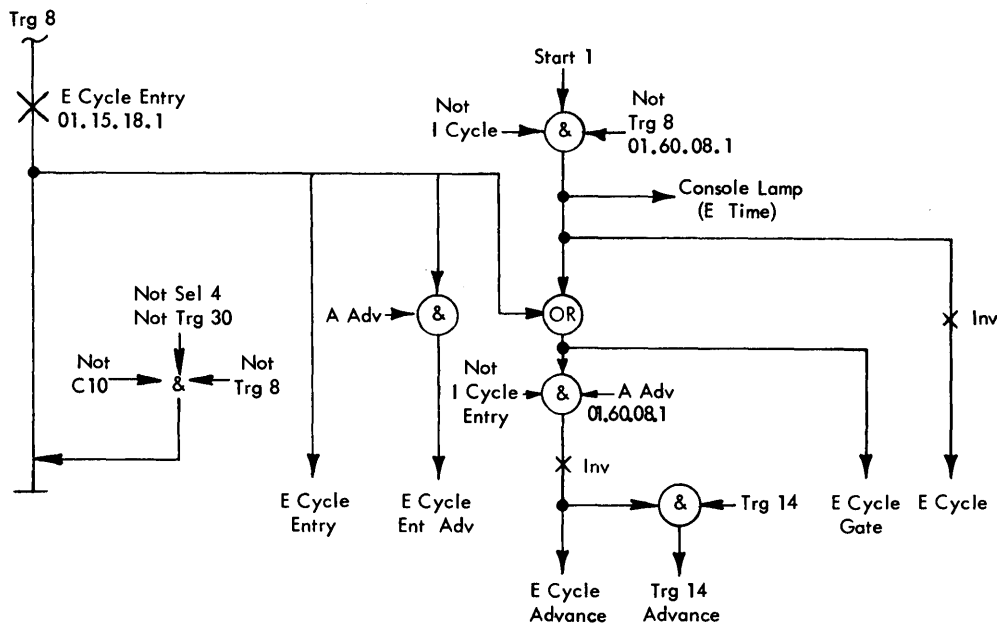 Trg 8
E Cycle Entry
01.15.18.1
Start 1
Not
I Cycle
&
Not
Trg 8
01.60.08.1
Console Lamp
(E Time)
Not Sel 4
Not Trg 30
Not
C10
&
Not
Trg 8
A Adv
&
OR
Inv
Not
I Cycle
Entry
&
A Adv
01.60.08.1
Inv
E Cycle
Entry
E Cycle
Ent Adv
&
Trg 14
E Cycle
Gate
E Cycle
E Cycle
Advance
Trg 14
Advance